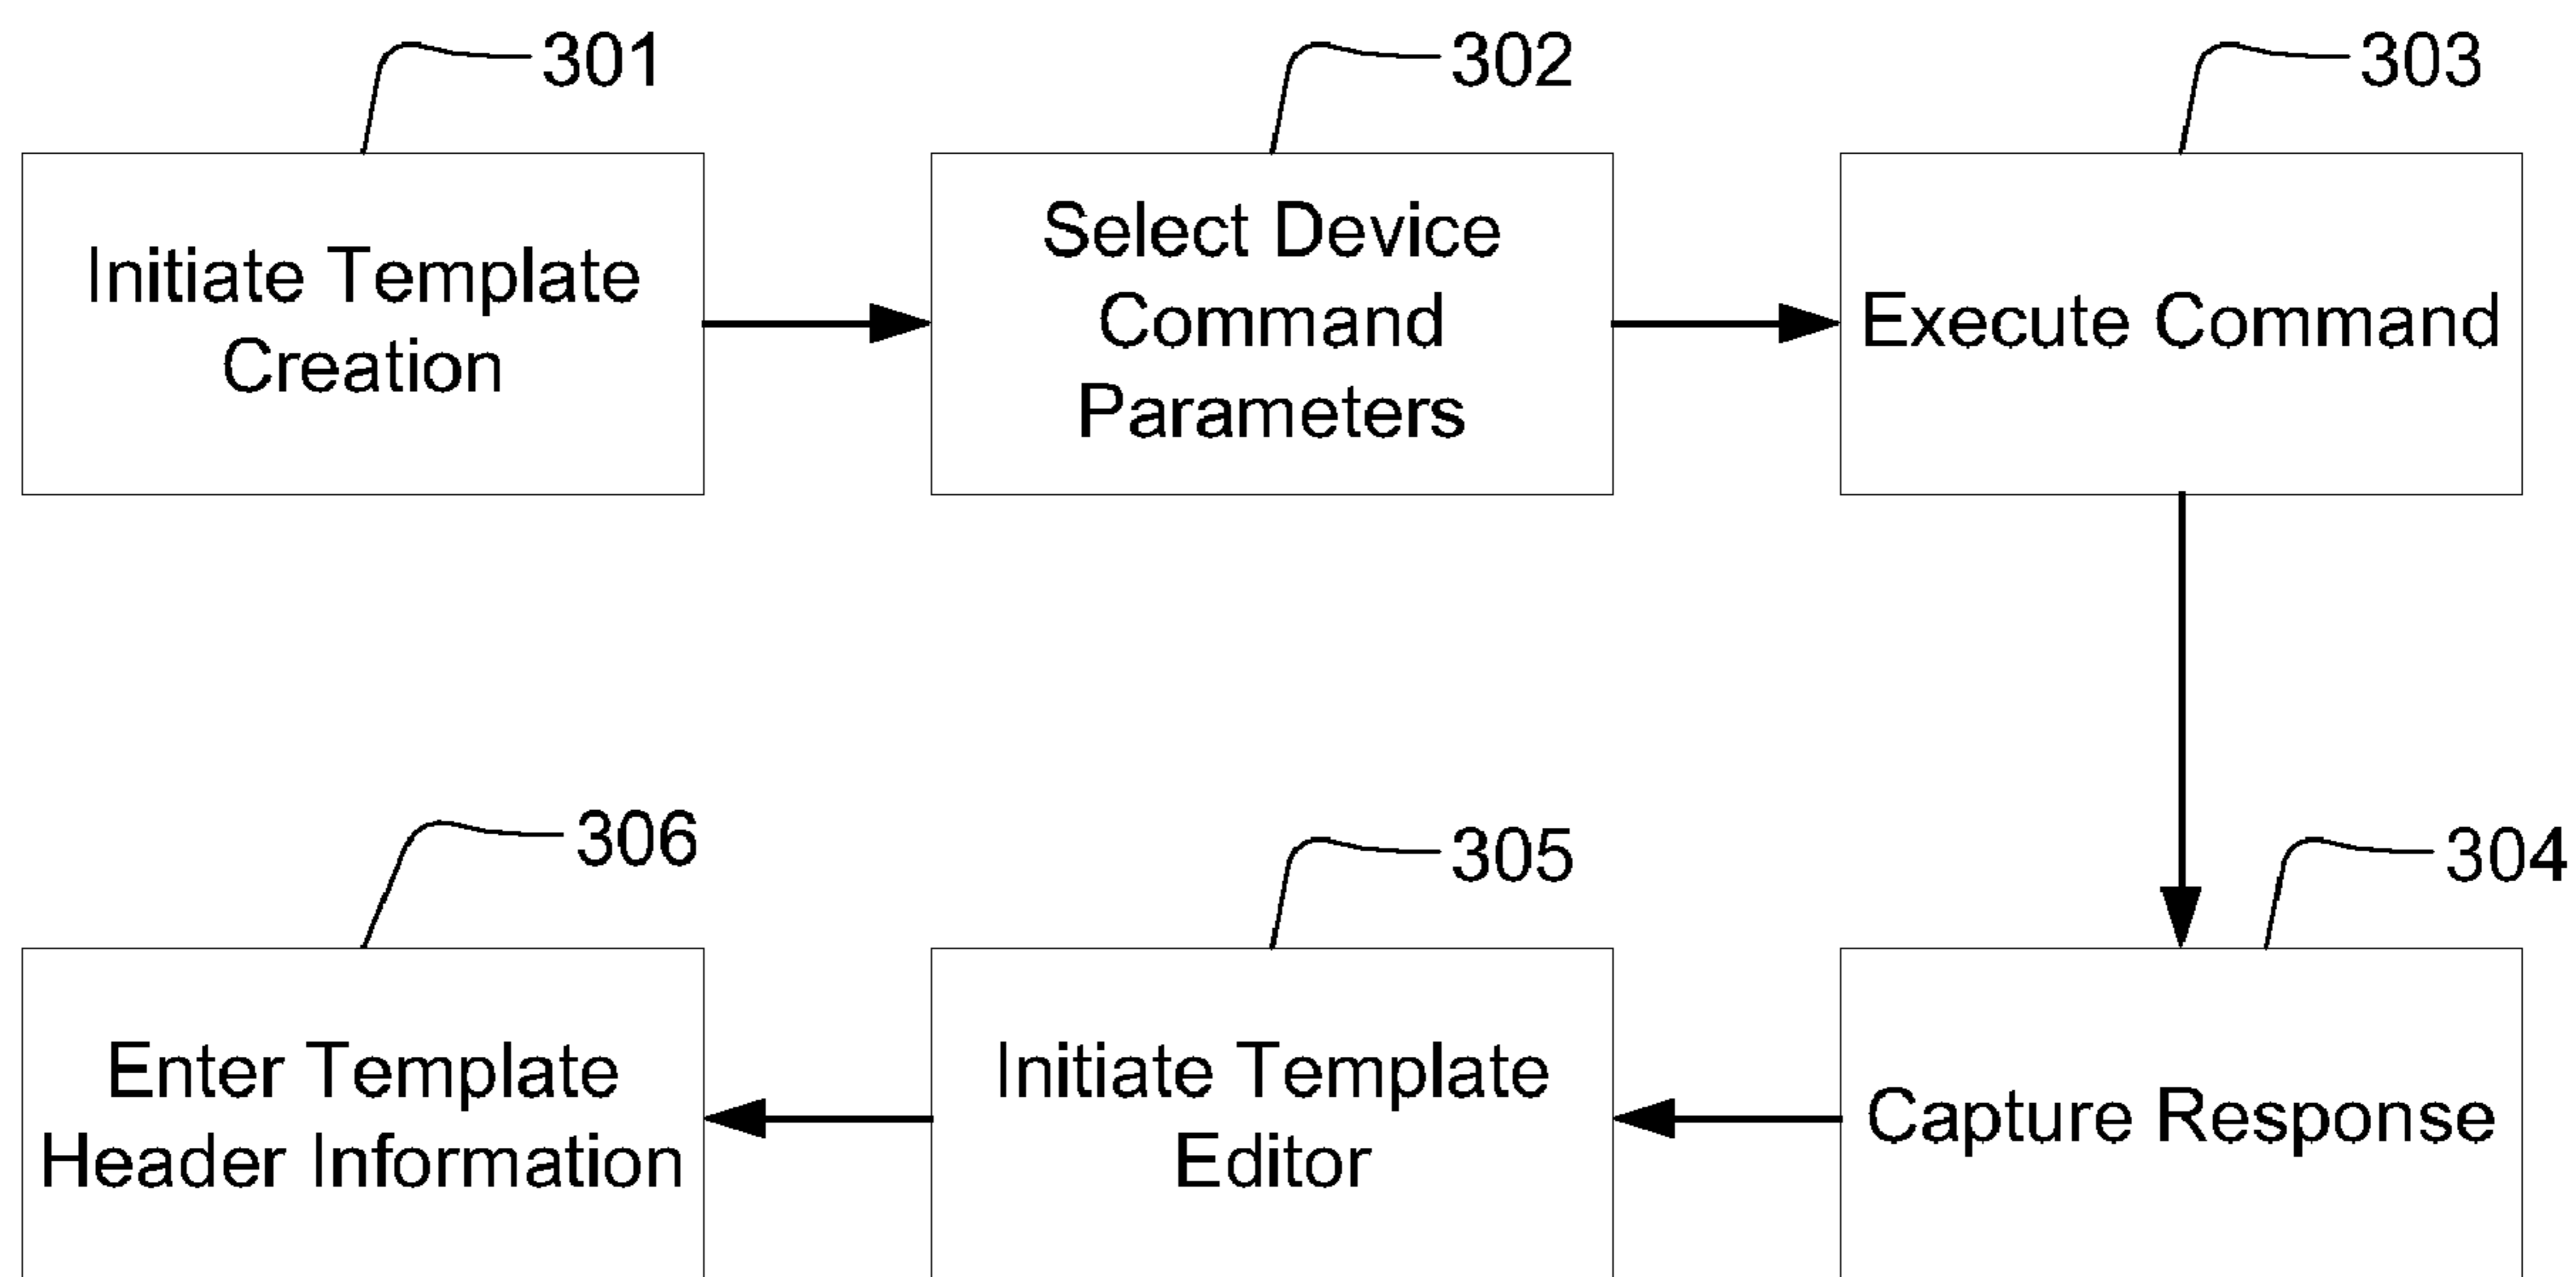 301
302
303
Initiate Template
Creation
Select Device
Command
Parameters
Execute Command
306
305
304
Enter Template
Header Information
Initiate Template
Editor
Capture Response